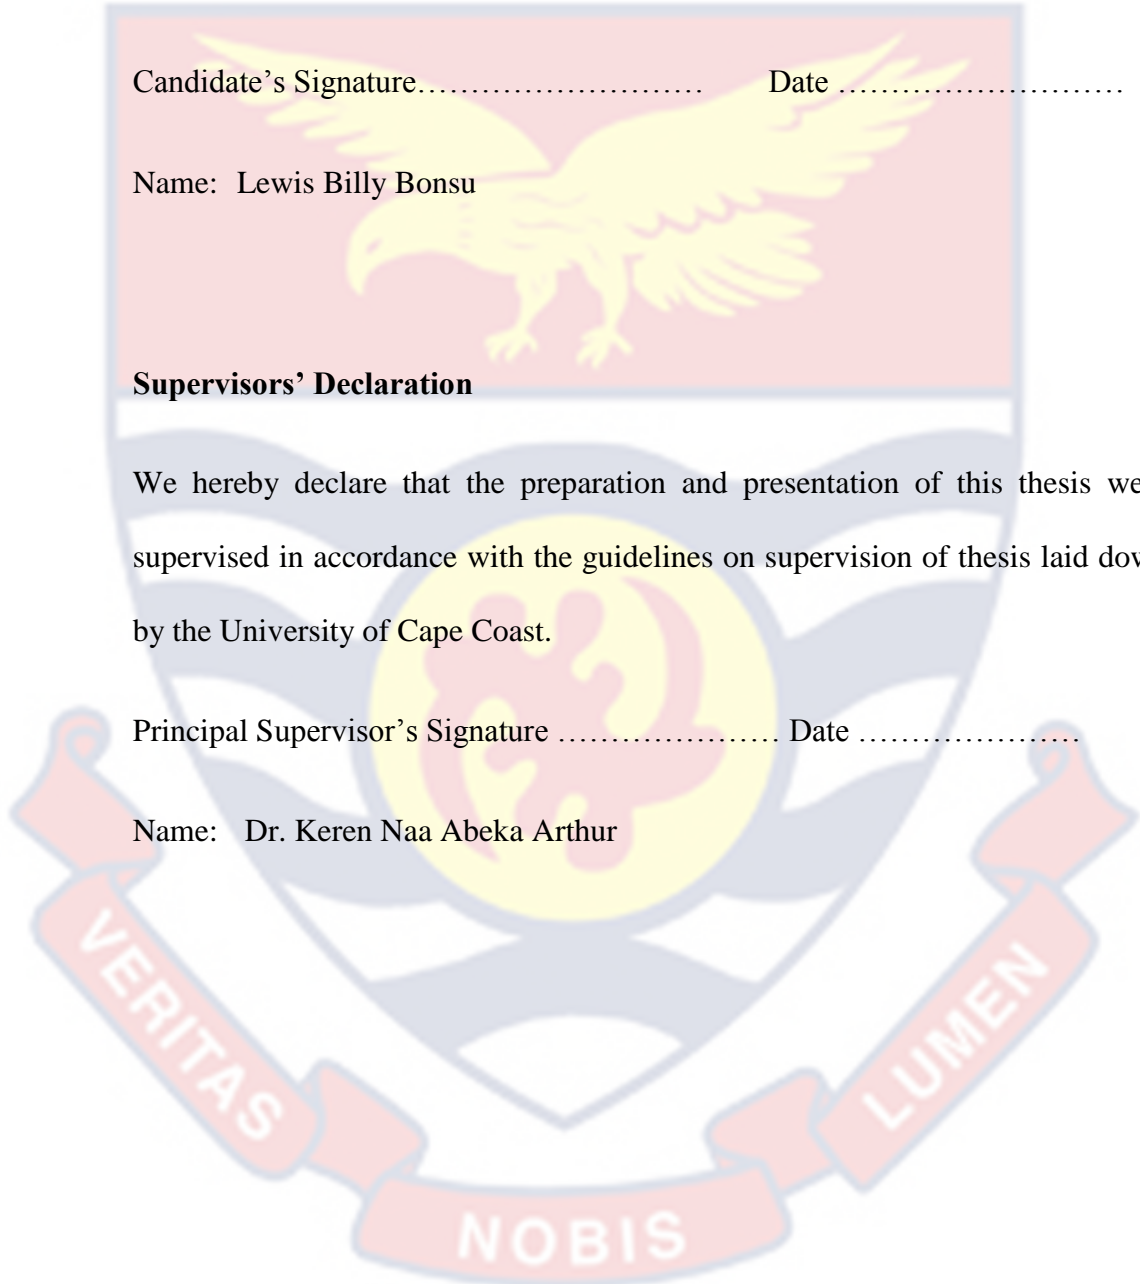 Candidate’s Signature……………………… Date ………………………
Name: Lewis Billy Bonsu
Supervisors’ Declaration
We hereby declare that the preparation and presentation of this thesis we
supervised in accordance with the guidelines on supervision of thesis laid dow
by the University of Cape Coast.
Principal Supervisor’s Signature ………………… Date …………………
Name: Dr. Keren Naa Abeka Arthur
VERITAS
NOBIS
LUMEN